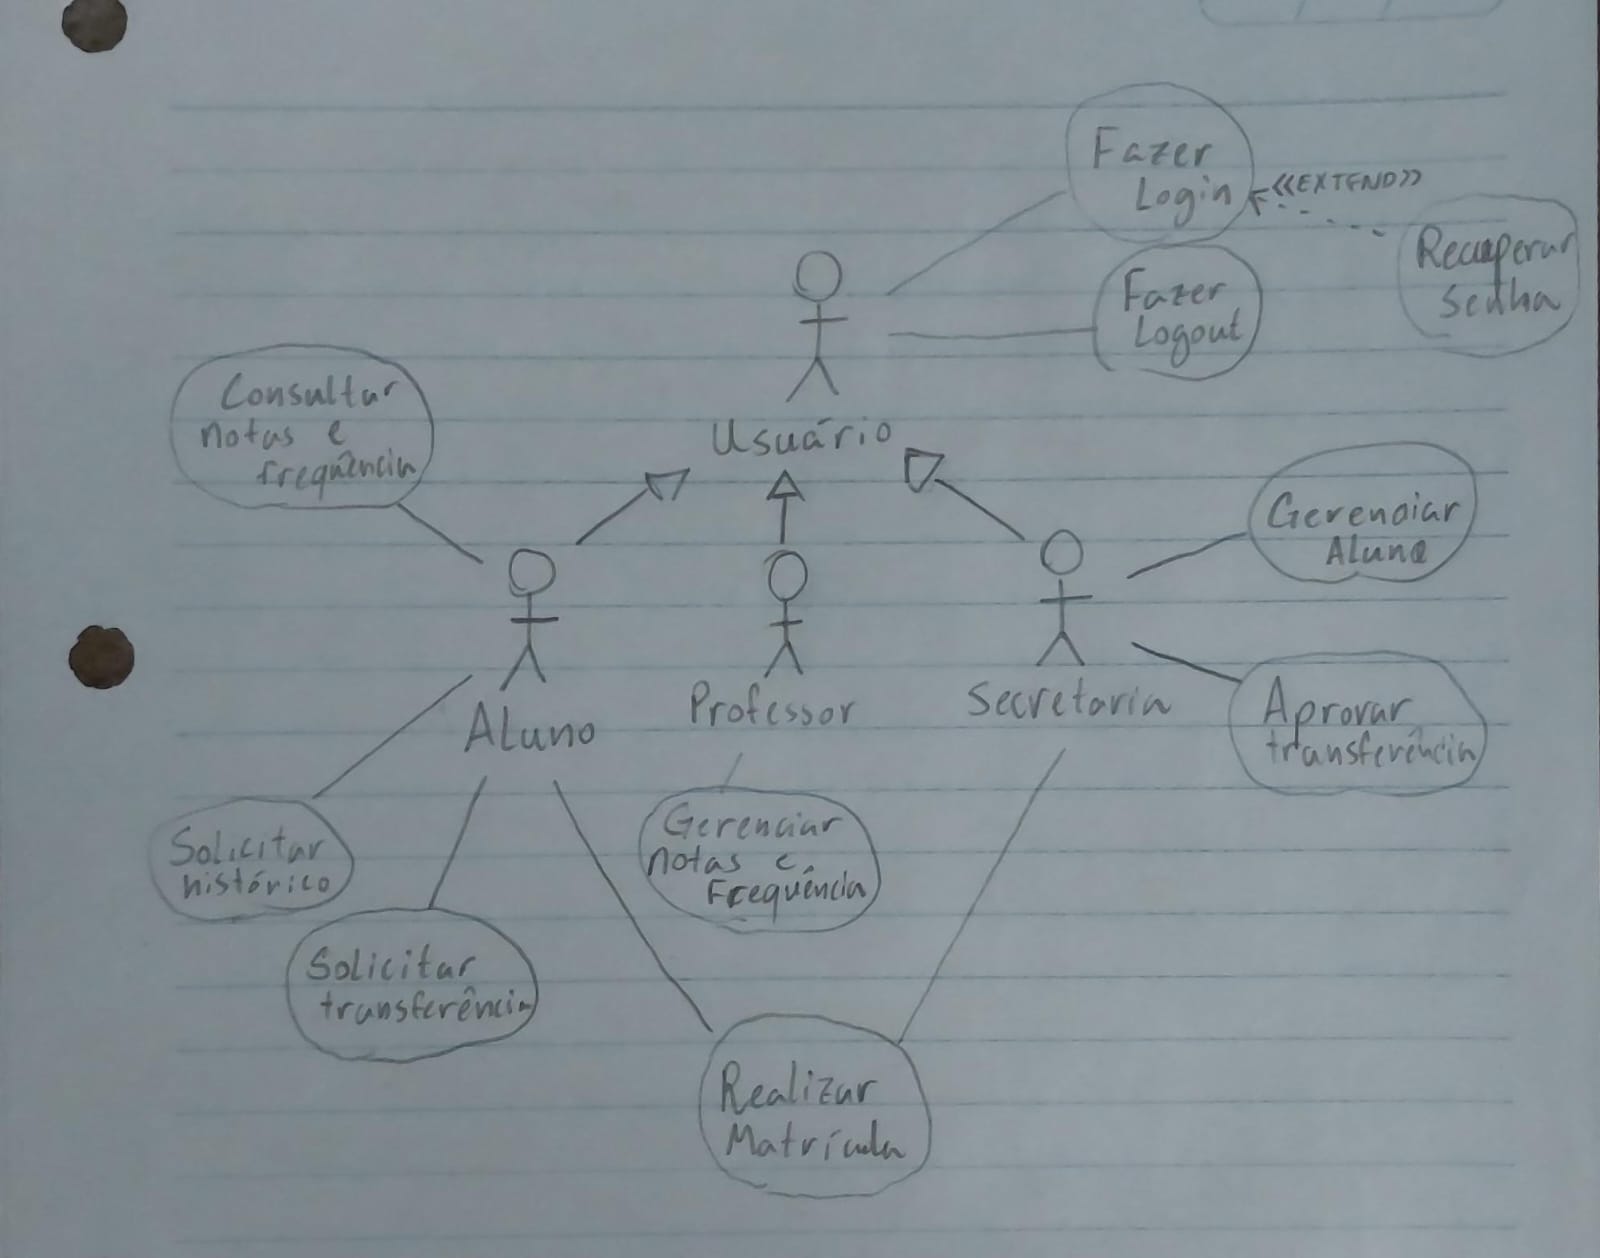 Fazer
Login
<<EXTEND>>
Recuperar
senha
Fazer
Logout
Usuário
Consultar
notas e
frequência
Gerenciar
Aluno
Aluno
Professor
Secretaria
Aprovar
transferência
Solicitar
histórico
Gerenciar
notas e
Frequência
Solicitar
transferência
Realizar
Matrícula